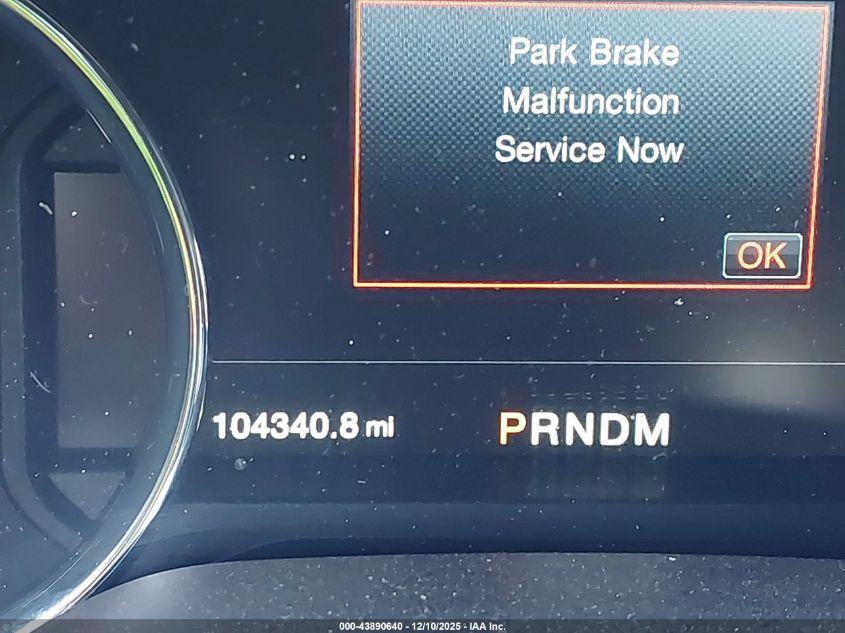 Park Brake
Malfunction
Service Now
OK
104340.8 mi
PRNDM
000-43890640 - 12/10/2025 - IAA Inc.